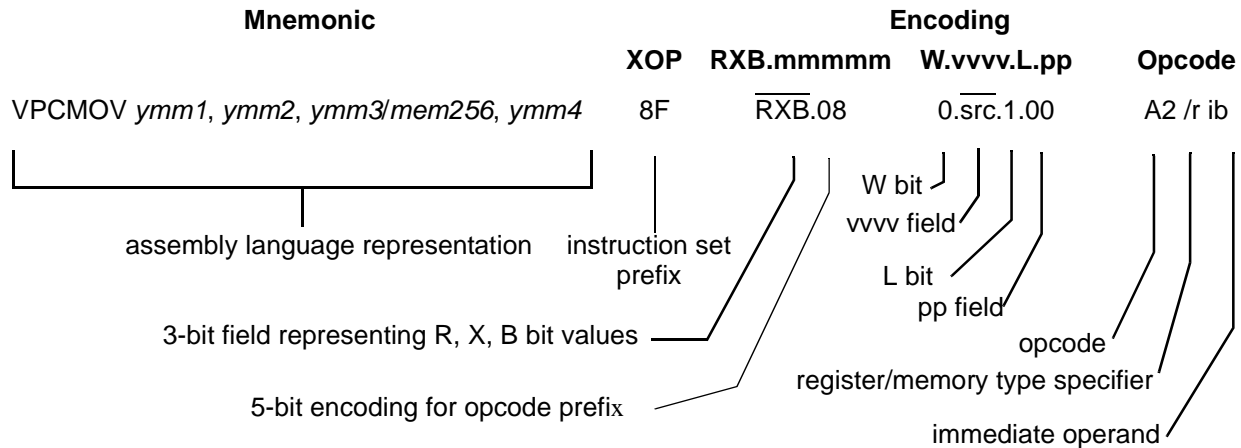 Mnemonic Encoding
XOP RXB.mmmmm W.vvvv.L.pp Opcode
VPCMOV ymm1, ymm2, ymm3/mem256, ymm4 8F R̅X̅B̅.08 0.s̅r̅c̅.1.00 A2 /r ib
W bit
vvvv field
assembly language representation
instruction set
prefix
L bit
pp field
3-bit field representing R, X, B bit values
opcode
register/memory type specifier
5-bit encoding for opcode prefix
immediate operand